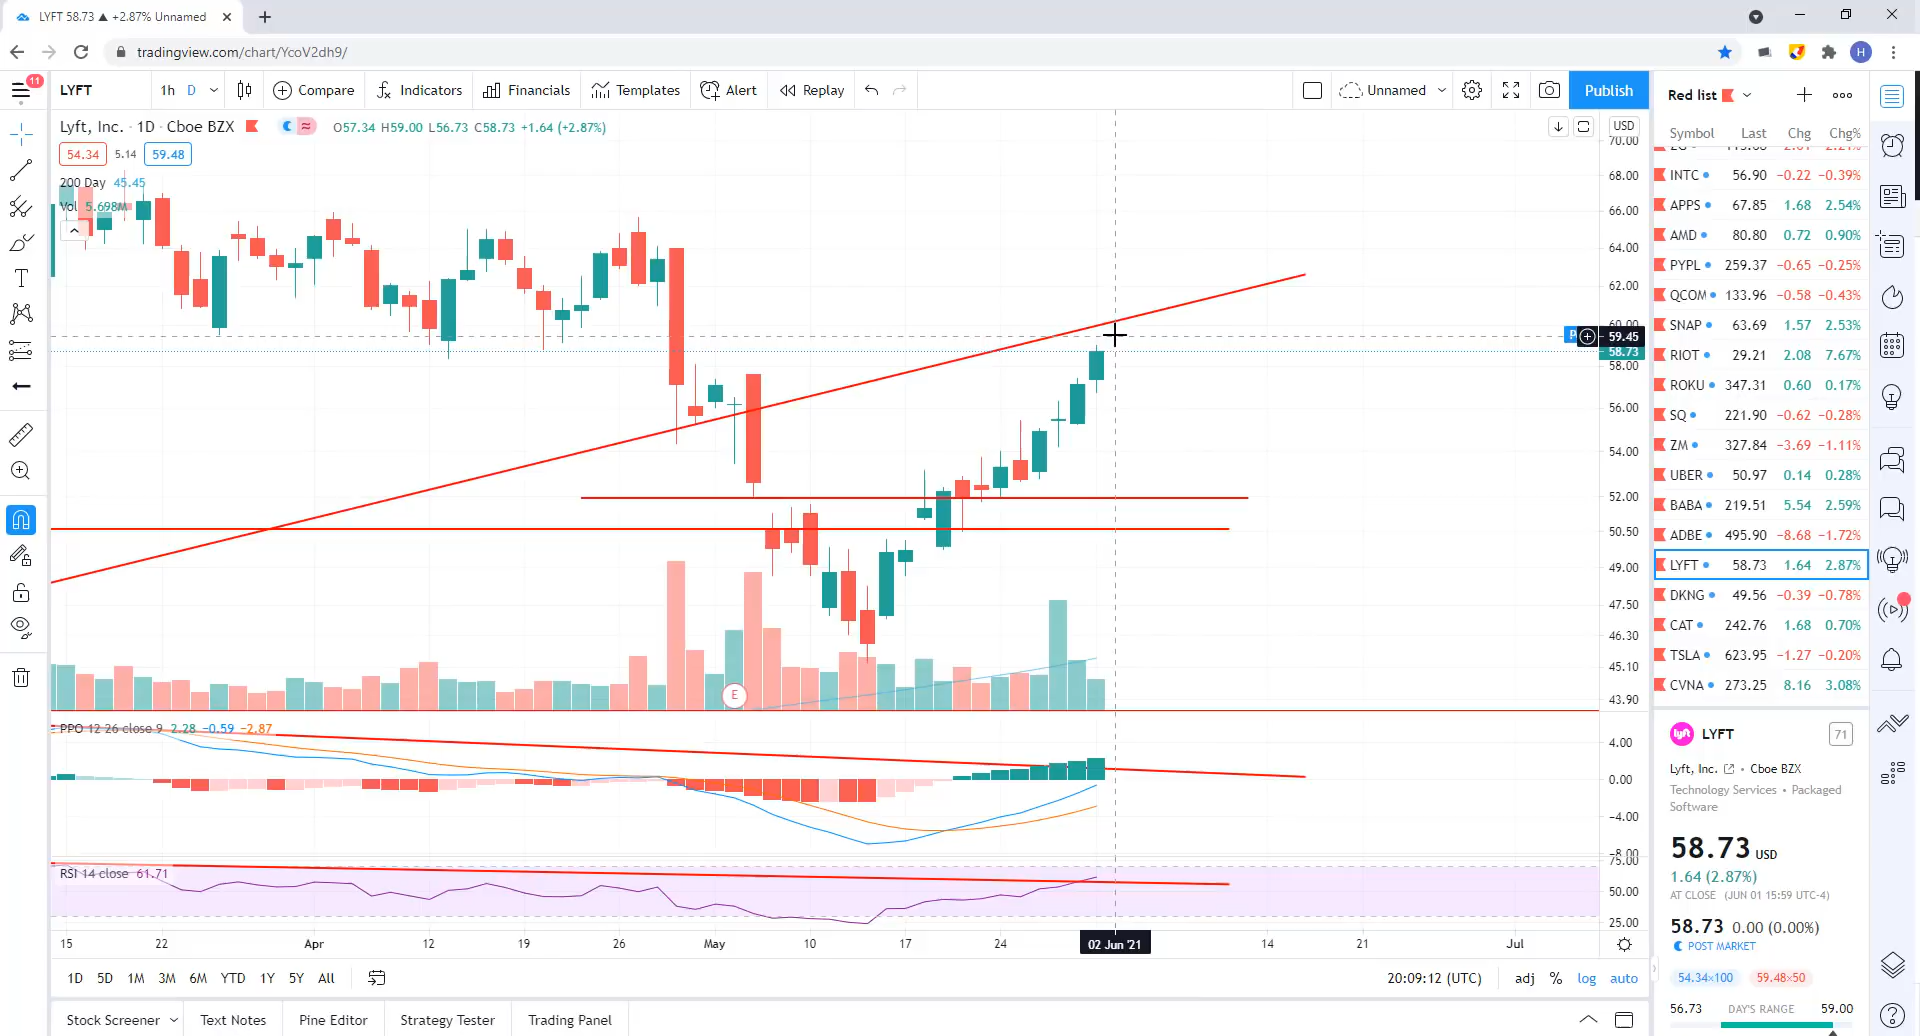 LYFT 58.73 ▲ +2.87% Unnamed
tradingview.com/chart/YcoV2dh9/
H
11
LYFT 1h D Compare Indicators Financials Templates Alert Replay Unnamed Publish
Lyft, Inc. · 1D · Cboe BZX O57.34 H59.00 L56.73 C58.73 +1.64 (+2.87%)
54.34 5.14 59.48
200 Day 45.45
Vol 5.698M
E
USD
70.00
68.00
66.00
64.00
62.00
60.00
59.45
58.73
58.00
56.00
54.00
52.00
50.50
49.00
47.50
46.30
45.10
43.90
PPO 12 26 close 9 2.28 −0.59 −2.87
4.00
0.00
−4.00
−8.00
RSI 14 close 61.71
75.00
50.00
25.00
15 22 Apr 12 19 26 May 10 17 24 02 Jun '21 14 21 Jul
1D 5D 1M 3M 6M YTD 1Y 5Y All 20:09:12 (UTC) adj % log auto
Stock Screener Text Notes Pine Editor Strategy Tester Trading Panel
Red list
Symbol Last Chg Chg%
INTC 56.90 −0.22 −0.39%
APPS 67.85 1.68 2.54%
AMD 80.80 0.72 0.90%
PYPL 259.37 −0.65 −0.25%
QCOM 133.96 −0.58 −0.43%
SNAP 63.69 1.57 2.53%
RIOT 29.21 2.08 7.67%
ROKU 347.31 0.60 0.17%
SQ 221.90 −0.62 −0.28%
ZM 327.84 −3.69 −1.11%
UBER 50.97 0.14 0.28%
BABA 219.51 5.54 2.59%
ADBE 495.90 −8.68 −1.72%
LYFT 58.73 1.64 2.87%
DKNG 49.56 −0.39 −0.78%
CAT 242.76 1.68 0.70%
TSLA 623.95 −1.27 −0.20%
CVNA 273.25 8.16 3.08%
lyft LYFT 71
Lyft, Inc. • Cboe BZX
Technology Services • Packaged
Software
58.73 USD
1.64 (2.87%)
AT CLOSE (JUN 01 15:59 UTC-4)
58.73 0.00 (0.00%)
POST MARKET
54.34×100 59.48×50
56.73 DAY'S RANGE 59.00